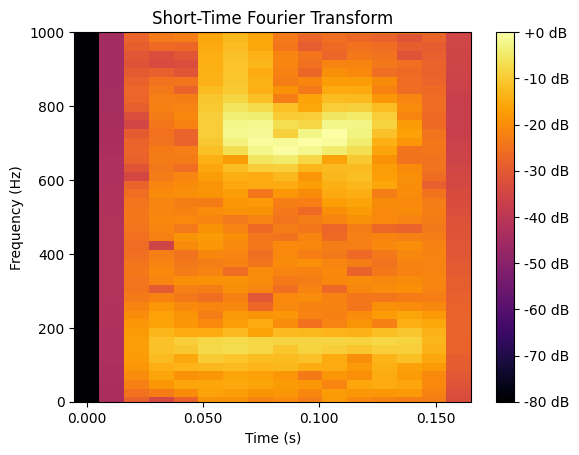 Short-Time Fourier Transform
1000
800
600
400
200
0
Frequency (Hz)
0.000
0.050
0.100
0.150
Time (s)
+0 dB
-10 dB
-20 dB
-30 dB
-40 dB
-50 dB
-60 dB
-70 dB
-80 dB